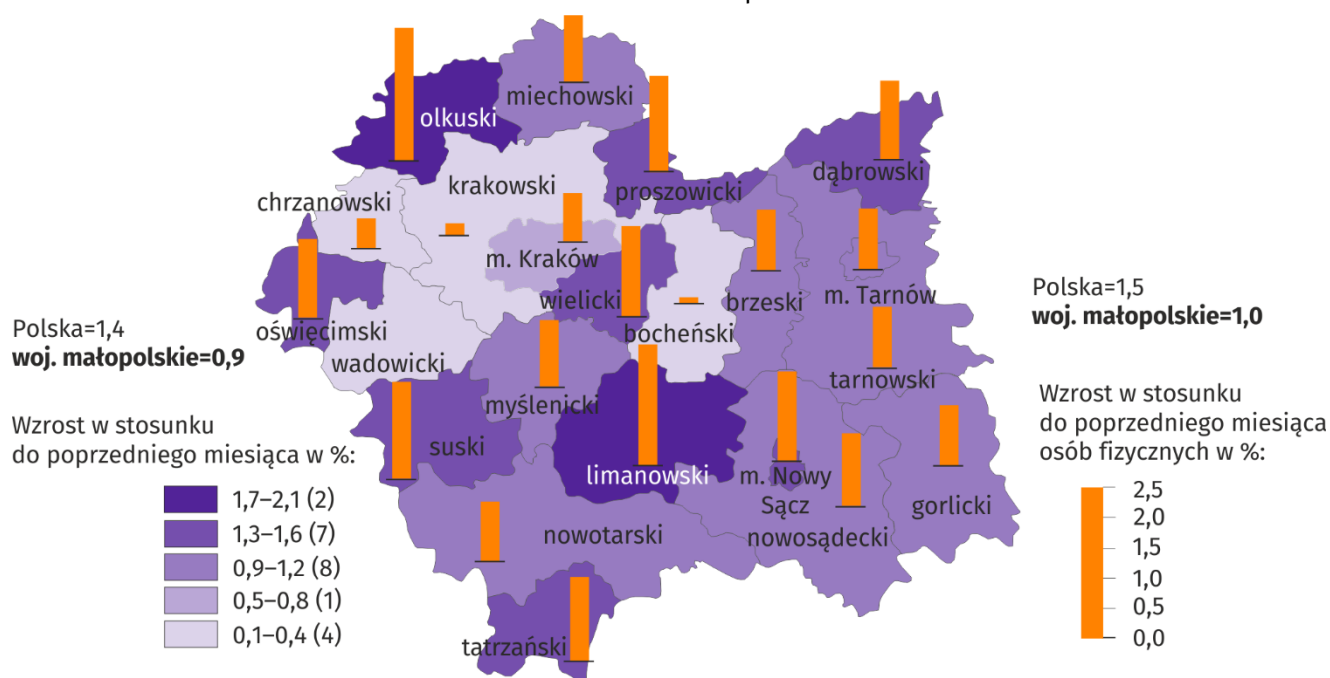 miechowski
olkuski
dąbrowski
proszowicki
krakowski
chrzanowski
m. Kraków
wielicki
brzeski
m. Tarnów
oświęcimski
bocheński
wadowicki
tarnowski
myślenicki
suski
limanowski
m. Nowy
Sącz
gorlicki
nowotarski
nowosądecki
tatrzański
Polska=1,4
woj. małopolskie=0,9
Wzrost w stosunku
do poprzedniego miesiąca w %:
1,7–2,1 (2)
1,3–1,6 (7)
0,9–1,2 (8)
0,5–0,8 (1)
0,1–0,4 (4)
Polska=1,5
woj. małopolskie=1,0
Wzrost w stosunku
do poprzedniego miesiąca
osób fizycznych w %:
2,5
2,0
1,5
1,0
0,5
0,0